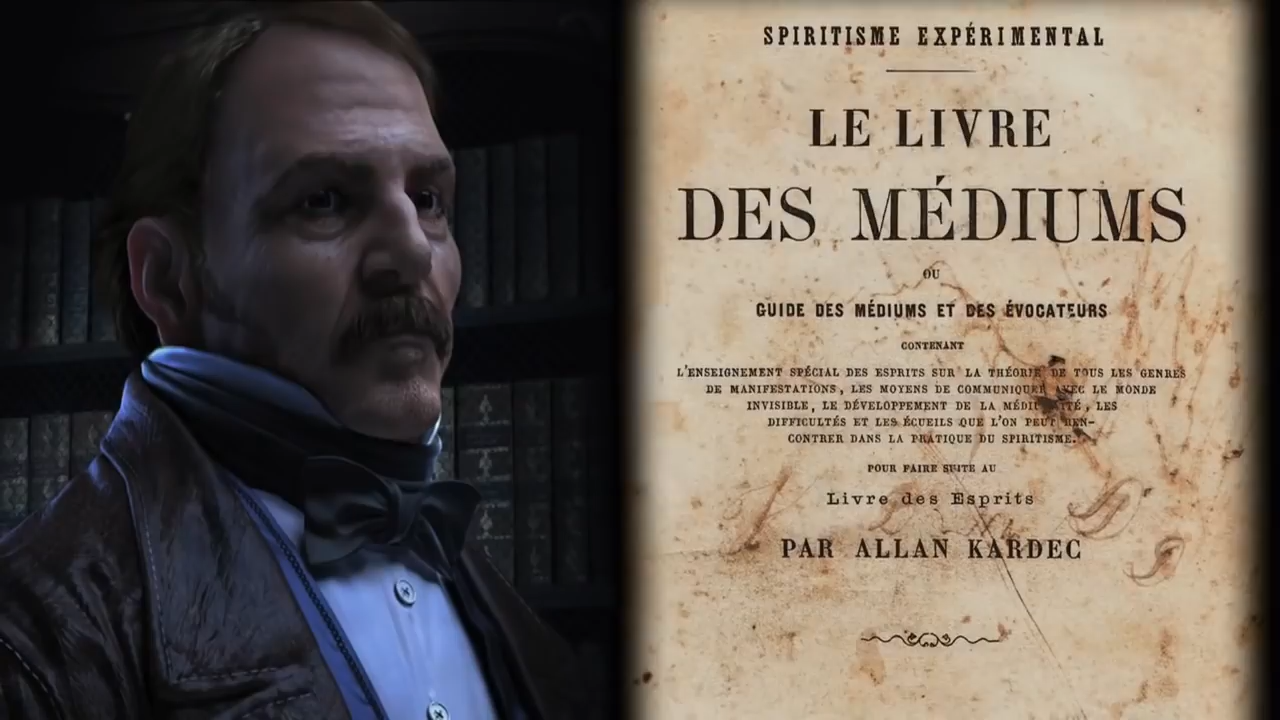 SPIRITISME EXPÉRIMENTAL
LE LIVRE
DES MÉDIUMS
OU
GUIDE DES MÉDIUMS ET DES ÉVOCATEURS
CONTENANT
L'ENSEIGNEMENT SPÉCIAL DES ESPRITS SUR LA THÉORIE DE TOUS LES GENRES
DE MANIFESTATIONS, LES MOYENS DE COMMUNIQUER AVEC LE MONDE
INVISIBLE, LE DÉVELOPPEMENT DE LA MÉDIUMNITÉ, LES
DIFFICULTÉS ET LES ÉCUEILS QUE L'ON PEUT REN-
CONTRER DANS LA PRATIQUE DU SPIRITISME.
POUR FAIRE SUITE AU
Livre des Esprits
PAR ALLAN KARDEC